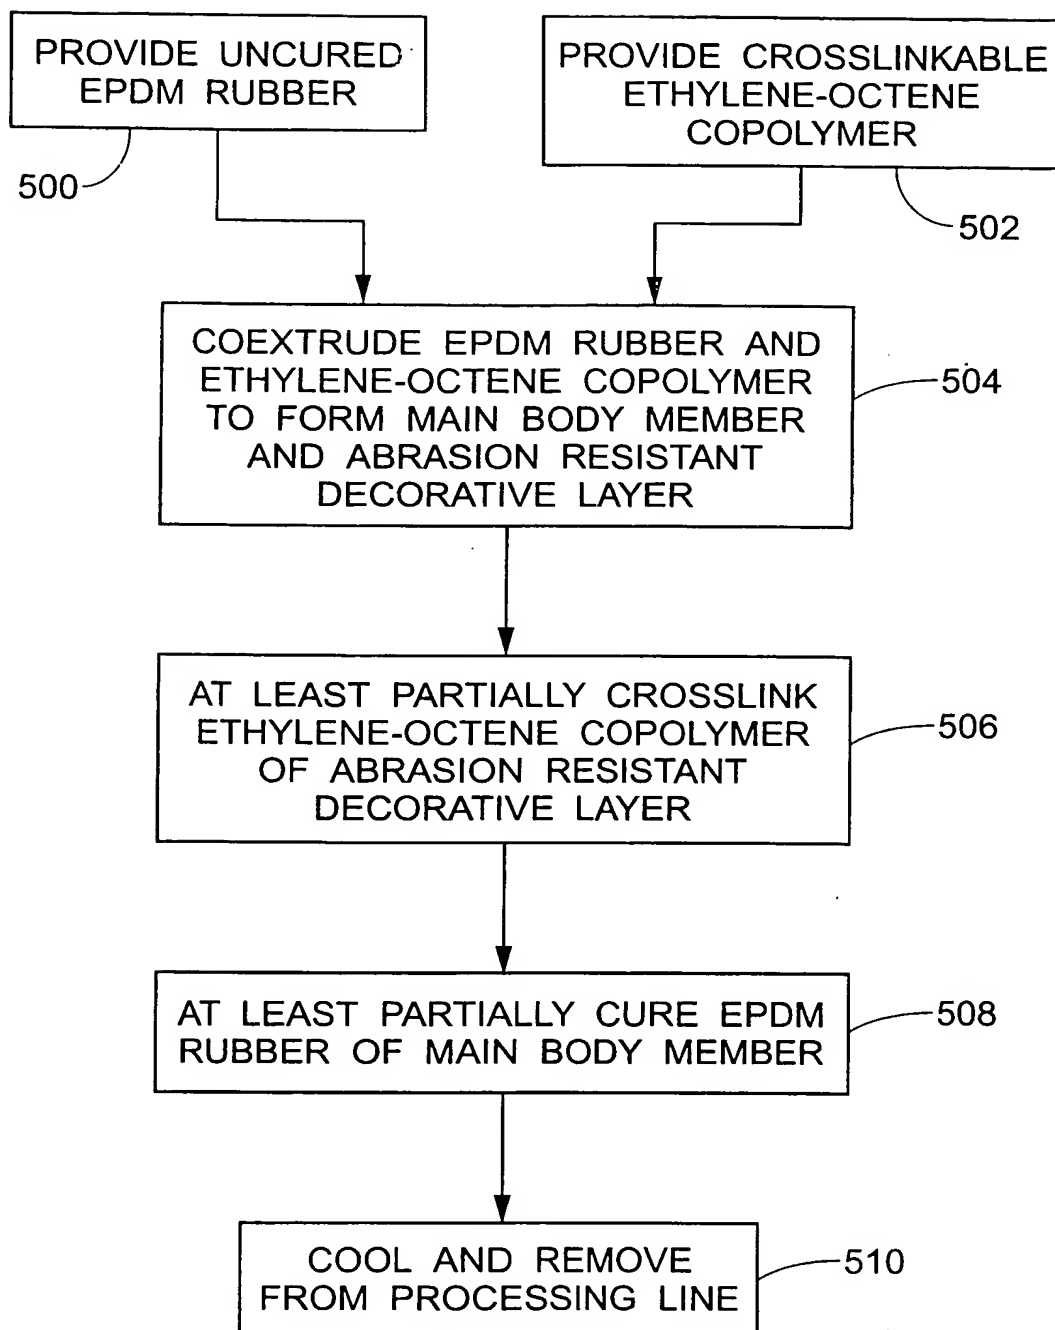 PROVIDE UNCURED
EPDM RUBBER
500
PROVIDE CROSSLINKABLE
ETHYLENE-OCTENE
COPOLYMER
502
COEXTRUDE EPDM RUBBER AND
ETHYLENE-OCTENE COPOLYMER
TO FORM MAIN BODY MEMBER
AND ABRASION RESISTANT
DECORATIVE LAYER
504
AT LEAST PARTIALLY CROSSLINK
ETHYLENE-OCTENE COPOLYMER
OF ABRASION RESISTANT
DECORATIVE LAYER
506
AT LEAST PARTIALLY CURE EPDM
RUBBER OF MAIN BODY MEMBER
508
COOL AND REMOVE
FROM PROCESSING LINE
510